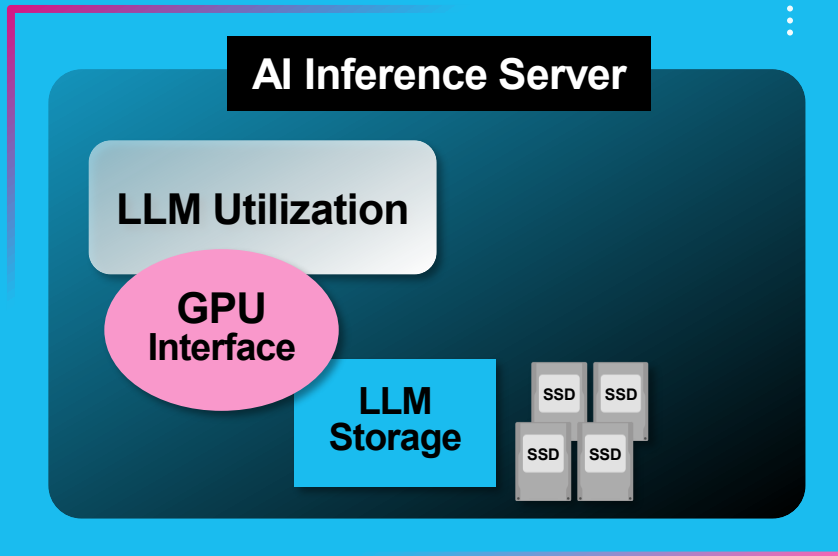 AI Inference Server
LLM Utilization
GPU
Interface
LLM
Storage
SSD
SSD
SSD
SSD